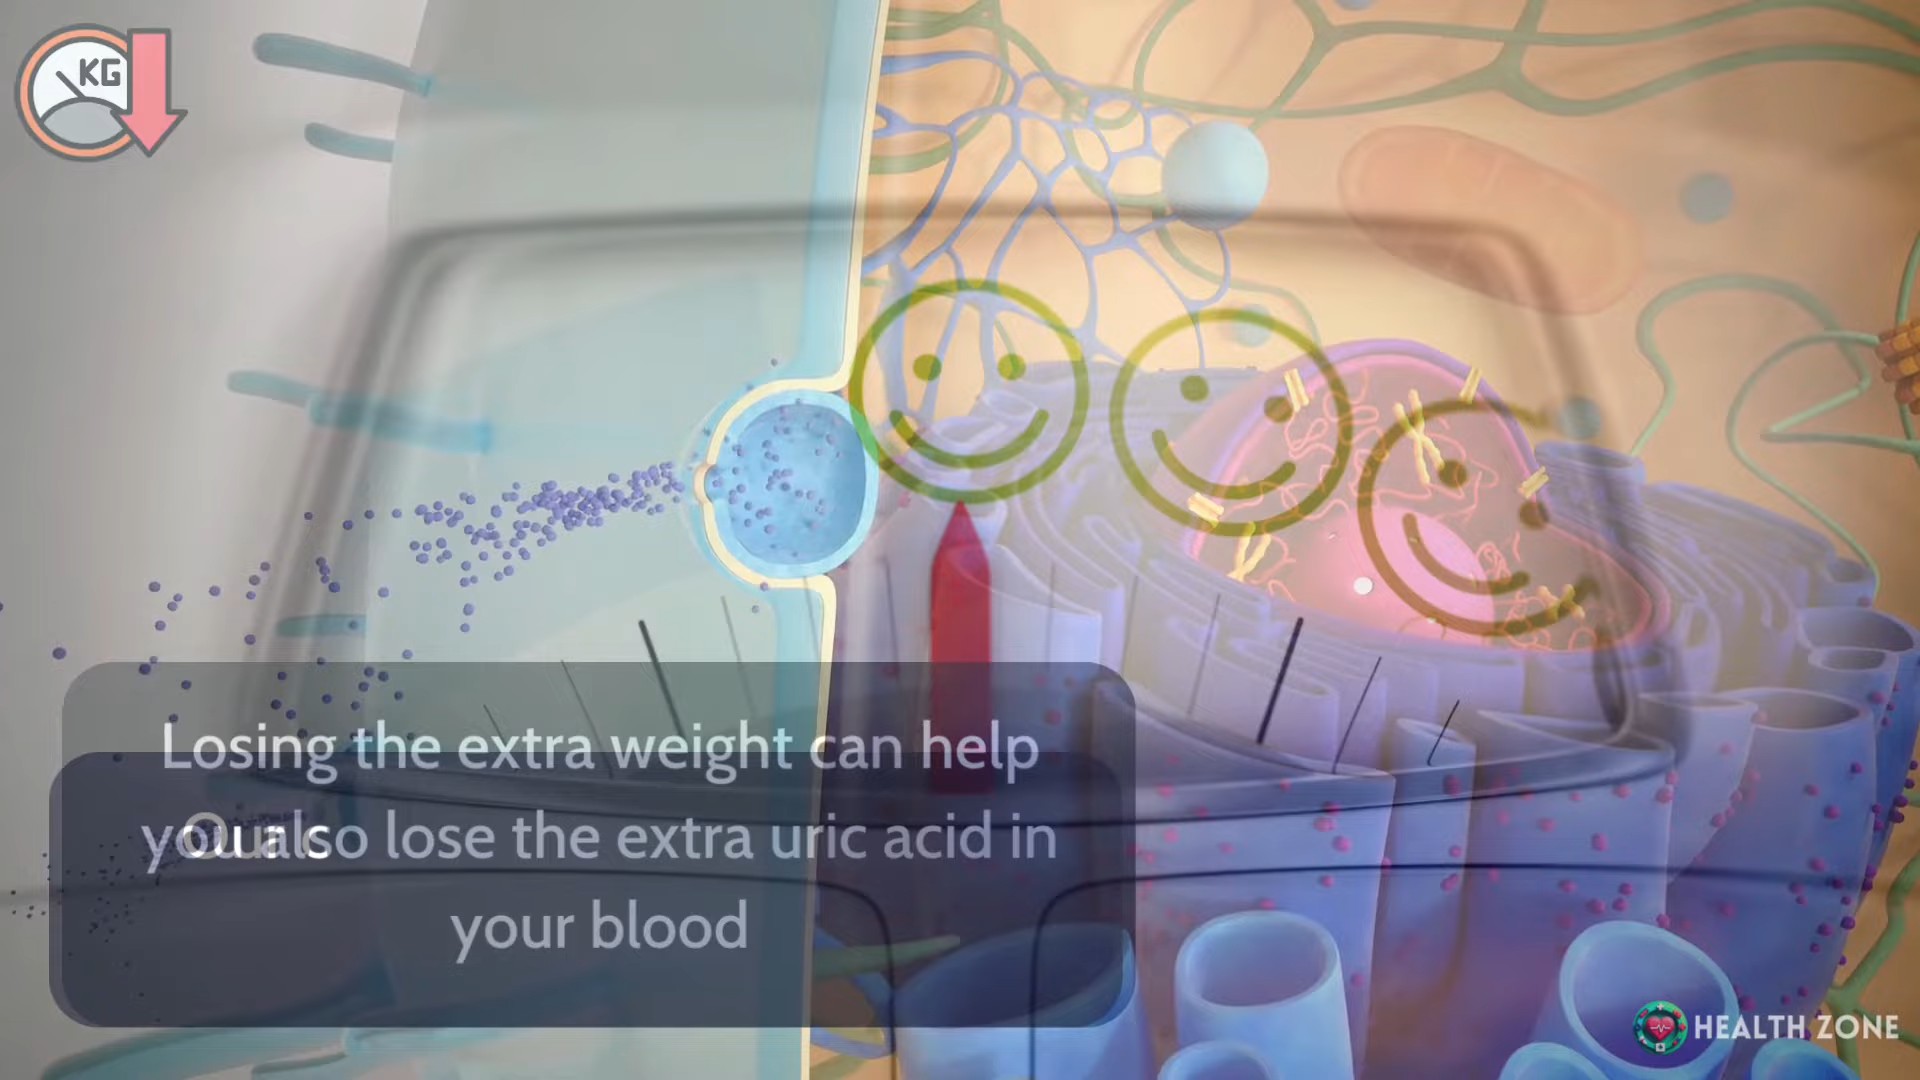 KG
Losing the extra weight can help
you also lose the extra uric acid in
your blood
HEALTH ZONE